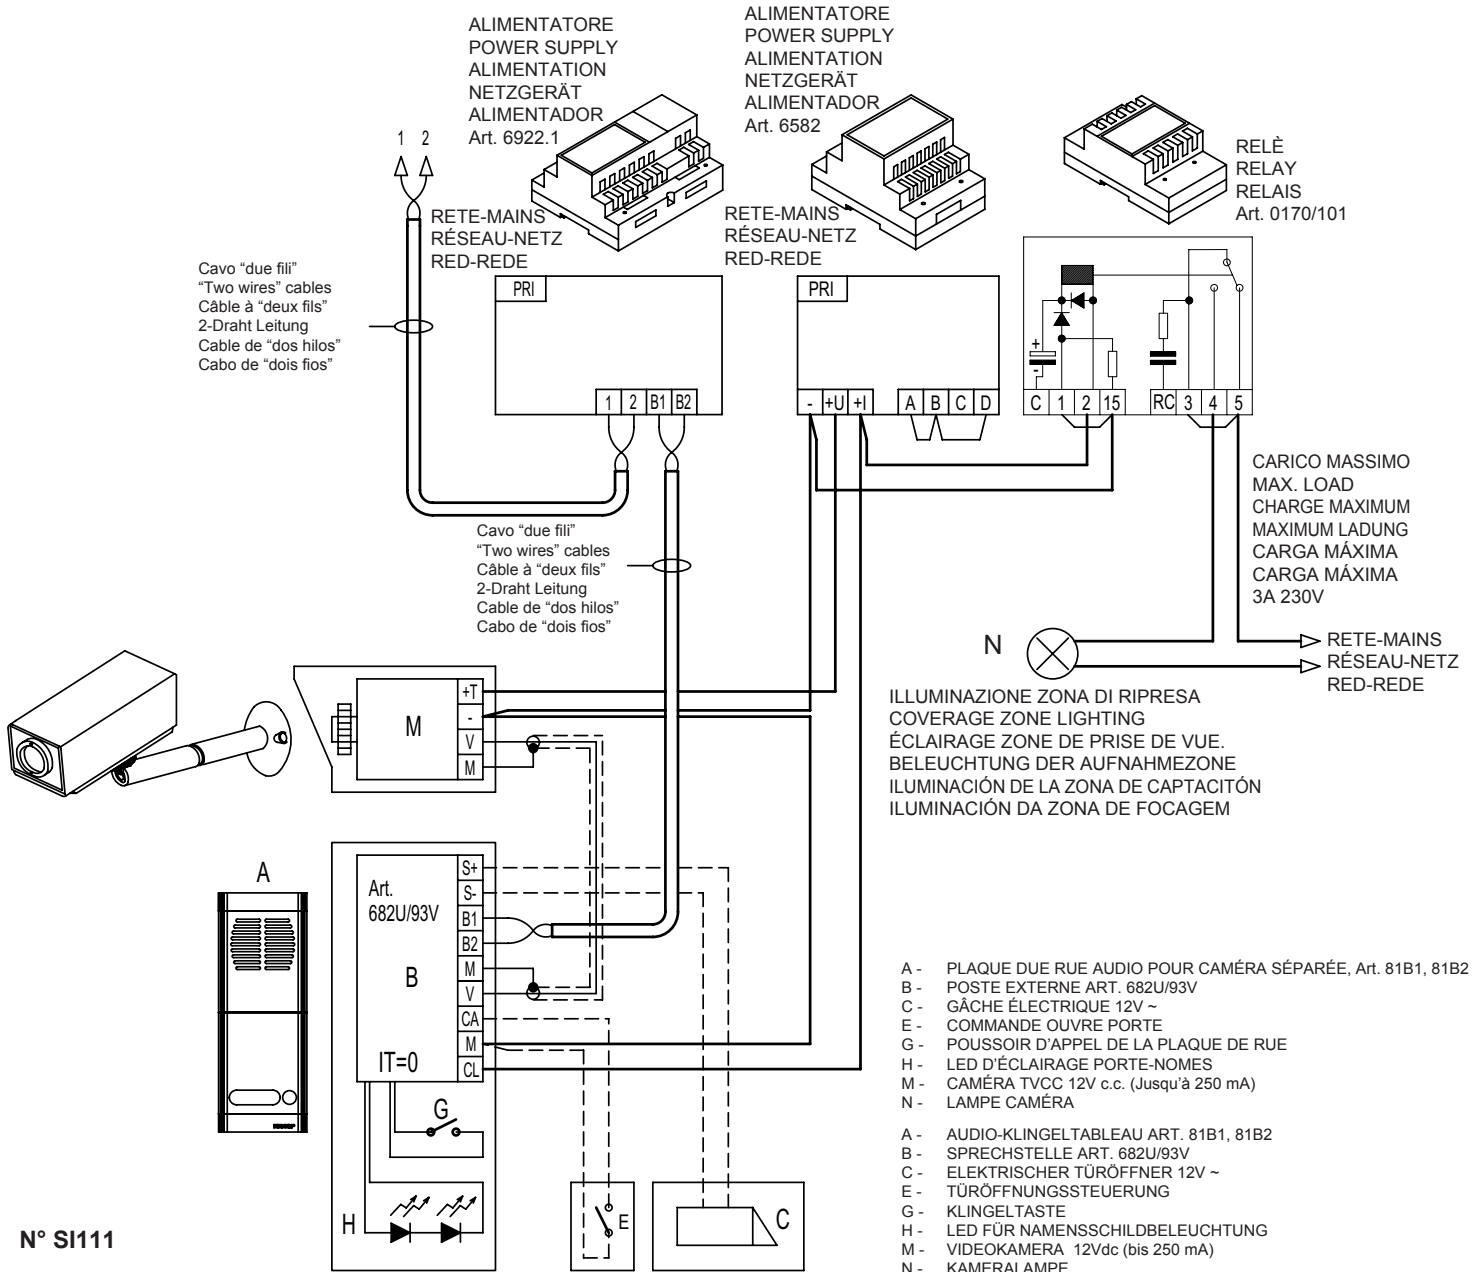 ALIMENTATORE
POWER SUPPLY
ALIMENTATION
NETZGERÄT
ALIMENTADOR
Art. 6922.1
ALIMENTATORE
POWER SUPPLY
ALIMENTATION
NETZGERÄT
ALIMENTADOR
Art. 6582
RELÈ
RELAY
RELAIS
Art. 0170/101
1 2
RETE-MAINS
RÉSEAU-NETZ
RED-REDE
RETE-MAINS
RÉSEAU-NETZ
RED-REDE
Cavo “due fili”
“Two wires” cables
Câble à “deux fils”
2-Draht Leitung
Cable de “dos hilos”
Cabo de “dois fios”
PRI
1 2 B1 B2
PRI
- +U +I A B C D
+
-
C 1 2 15 RC 3 4 5
CARICO MASSIMO
MAX. LOAD
CHARGE MAXIMUM
MAXIMUM LADUNG
CARGA MÁXIMA
CARGA MÁXIMA
3A 230V
Cavo “due fili”
“Two wires” cables
Câble à “deux fils”
2-Draht Leitung
Cable de “dos hilos”
Cabo de “dois fios”
N
RETE-MAINS
RÉSEAU-NETZ
RED-REDE
ILLUMINAZIONE ZONA DI RIPRESA
COVERAGE ZONE LIGHTING
ÉCLAIRAGE ZONE DE PRISE DE VUE.
BELEUCHTUNG DER AUFNAHMEZONE
ILUMINACIÓN DE LA ZONA DE CAPTACITÓN
ILUMINACIÓN DA ZONA DE FOCAGEM
M
+T
-
V
M
A
Art.
682U/93V
B
IT=0
S+
S-
B1
B2
M
V
CA
M
CL
G
H
E
C
A - PLAQUE DUE RUE AUDIO POUR CAMÉRA SÉPARÉE, Art. 81B1, 81B2
B - POSTE EXTERNE ART. 682U/93V
C - GÂCHE ÉLECTRIQUE 12V ~
E - COMMANDE OUVRE PORTE
G - POUSSOIR D’APPEL DE LA PLAQUE DE RUE
H - LED D’ÉCLAIRAGE PORTE-NOMES
M - CAMÉRA TVCC 12V c.c. (Jusqu’à 250 mA)
N - LAMPE CAMÉRA
A - AUDIO-KLINGELTABLEAU ART. 81B1, 81B2
B - SPRECHSTELLE ART. 682U/93V
C - ELEKTRISCHER TÜRÖFFNER 12V ~
E - TÜRÖFFNUNGSSTEUERUNG
G - KLINGELTASTE
H - LED FÜR NAMENSSCHILDBELEUCHTUNG
M - VIDEOKAMERA 12Vdc (bis 250 mA)
N - KAMERALAMPE
N° SI111